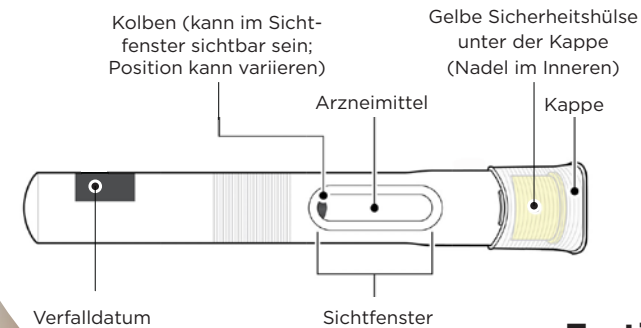 Kolben (kann im Sicht-
fenster sichtbar sein;
Position kann variieren)
Gelbe Sicherheitshülse
unter der Kappe
(Nadel im Inneren)
Arzneimittel
Kappe
Verfalldatum
Sichtfenster